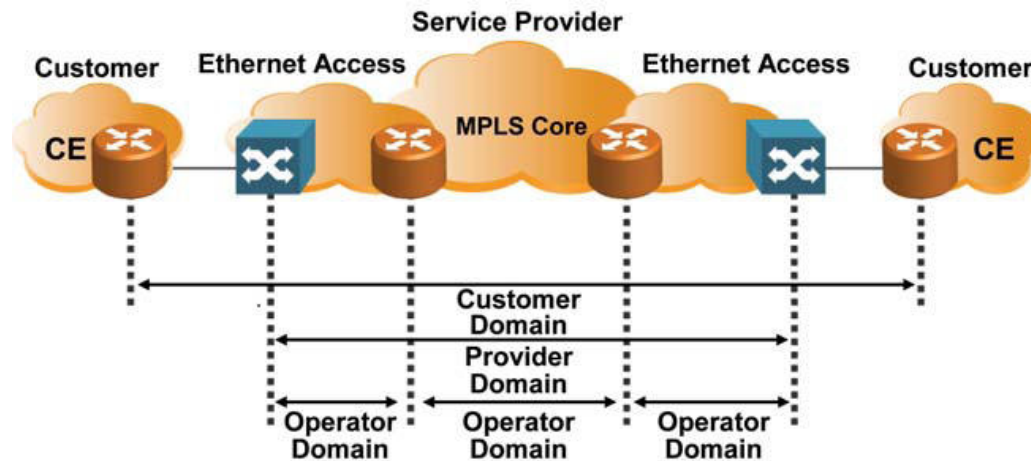 Service Provider
Customer
Ethernet Access
Ethernet Access
Customer
CE
MPLS Core
CE
Customer
Domain
Provider
Domain
Operator
Domain
Operator
Domain
Operator
Domain